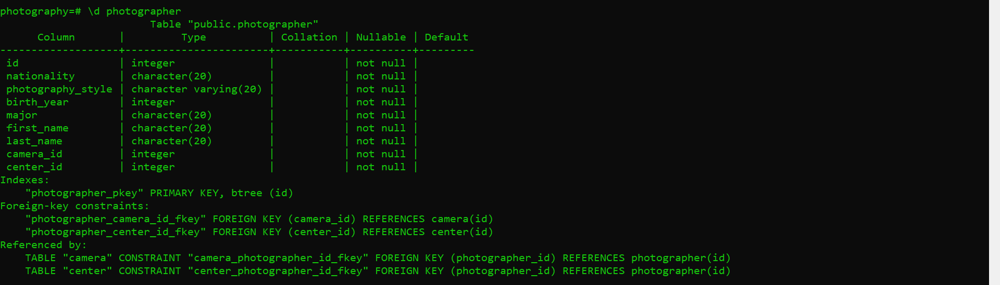 photography=# \d photographer
                        Table "public.photographer"
      Column       |         Type          | Collation | Nullable | Default
-------------------+-----------------------+-----------+----------+---------
 id                | integer               |           | not null |
 nationality       | character(20)         |           | not null |
 photography_style | character varying(20) |           | not null |
 birth_year        | integer               |           | not null |
 major             | character(20)         |           | not null |
 first_name        | character(20)         |           | not null |
 last_name         | character(20)         |           | not null |
 camera_id         | integer               |           | not null |
 center_id         | integer               |           | not null |
Indexes:
    "photographer_pkey" PRIMARY KEY, btree (id)
Foreign-key constraints:
    "photographer_camera_id_fkey" FOREIGN KEY (camera_id) REFERENCES camera(id)
    "photographer_center_id_fkey" FOREIGN KEY (center_id) REFERENCES center(id)
Referenced by:
    TABLE "camera" CONSTRAINT "camera_photographer_id_fkey" FOREIGN KEY (photographer_id) REFERENCES photographer(id)
    TABLE "center" CONSTRAINT "center_photographer_id_fkey" FOREIGN KEY (photographer_id) REFERENCES photographer(id)